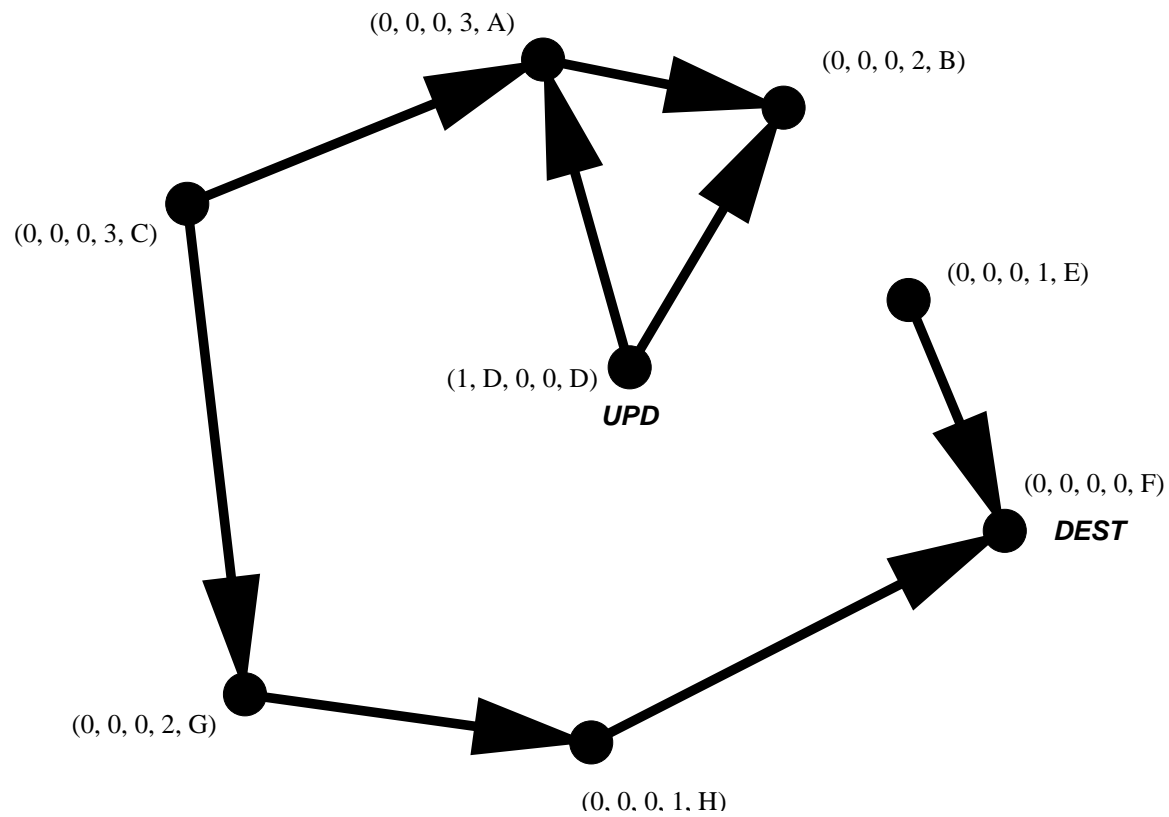 (0, 0, 0, 3, A)
(0, 0, 0, 2, B)
(0, 0, 0, 3, C)
(0, 0, 0, 1, E)
(1, D, 0, 0, D)
UPD
(0, 0, 0, 0, F)
DEST
(0, 0, 0, 2, G)
(0, 0, 0, 1, H)